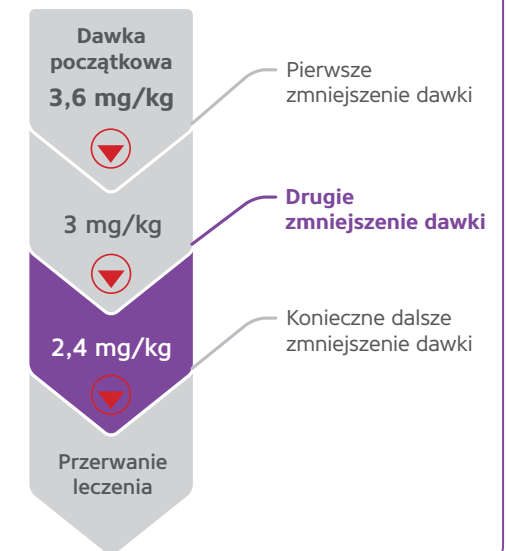 Dawka
początkowa
3,6 mg/kg
Pierwsze
zmniejszenie dawki
3 mg/kg
Drugie
zmniejszenie dawki
2,4 mg/kg
Konieczne dalsze
zmniejszenie dawki
Przerwanie
leczenia